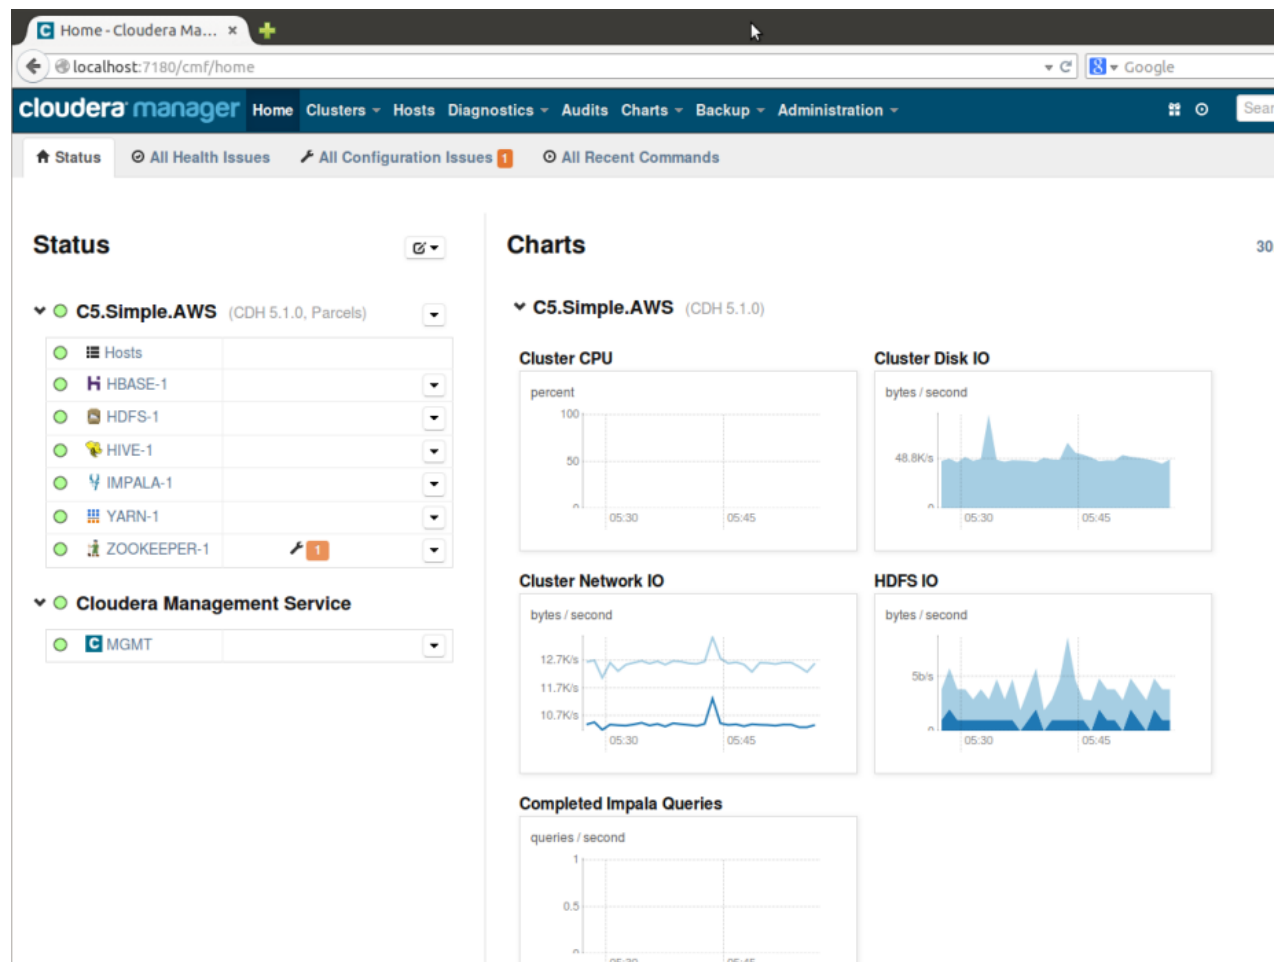 Home - Cloudera Ma... ×
localhost:7180/cmf/home
Google
cloudera manager Home Clusters Hosts Diagnostics Audits Charts Backup Administration
Status All Health Issues All Configuration Issues 1 All Recent Commands
Status
Charts
30
C5.Simple.AWS (CDH 5.1.0, Parcels)
Hosts
HBASE-1
HDFS-1
HIVE-1
IMPALA-1
YARN-1
ZOOKEEPER-1 1
Cloudera Management Service
MGMT
C5.Simple.AWS (CDH 5.1.0)
Cluster CPU
percent
100
50
0
05:30 05:45
Cluster Disk IO
bytes / second
48.8K/s
0
05:30 05:45
Cluster Network IO
bytes / second
12.7K/s
11.7K/s
10.7K/s
05:30 05:45
HDFS IO
bytes / second
5b/s
0
05:30 05:45
Completed Impala Queries
queries / second
1
0.5
0
05:30 05:45